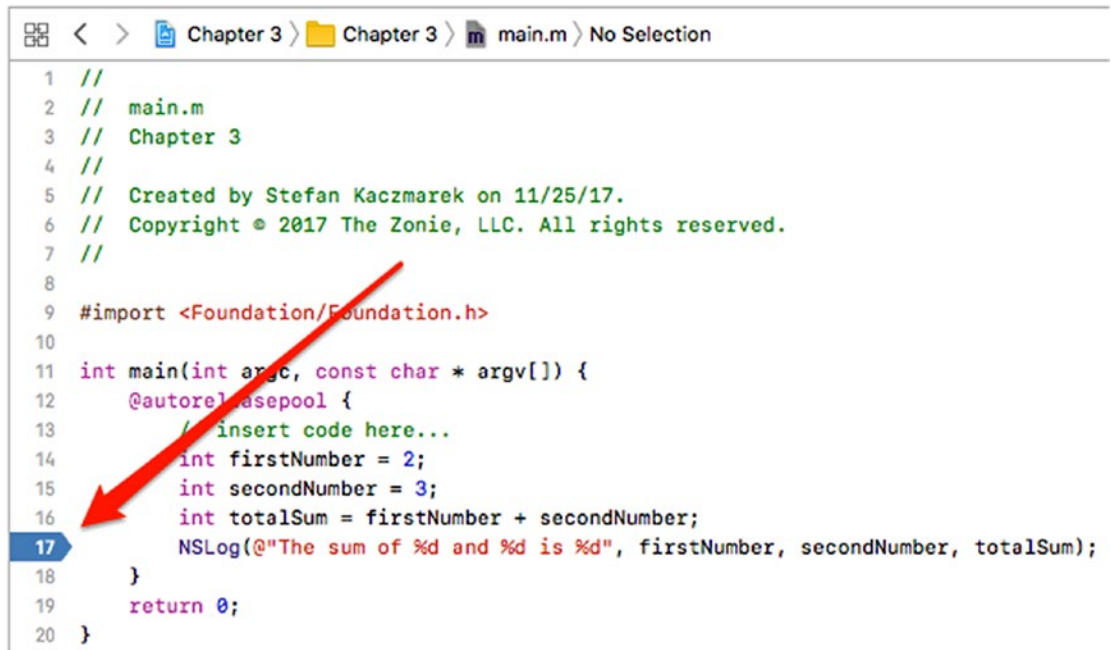 Chapter 3 〉 Chapter 3 〉 m main.m 〉 No Selection
1 //
2 // main.m
3 // Chapter 3
4 //
5 // Created by Stefan Kaczmarek on 11/25/17.
6 // Copyright © 2017 The Zonie, LLC. All rights reserved.
7 //
8
9 #import <Foundation/Foundation.h>
10
11 int main(int argc, const char * argv[]) {
12     @autoreleasepool {
13         // insert code here...
14         int firstNumber = 2;
15         int secondNumber = 3;
16         int totalSum = firstNumber + secondNumber;
17         NSLog(@"The sum of %d and %d is %d", firstNumber, secondNumber, totalSum);
18     }
19     return 0;
20 }